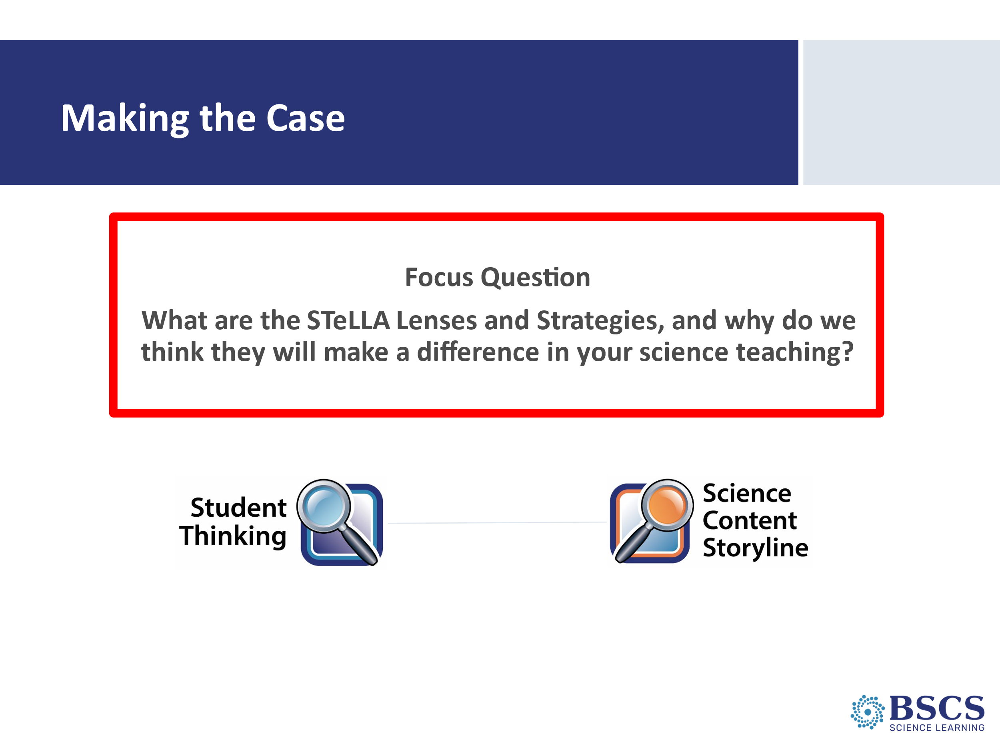 Making the Case
Focus Question
What are the STeLLA Lenses and Strategies, and why do we
think they will make a difference in your science teaching?
Student
Thinking
Science
Content
Storyline
BSCS
SCIENCE LEARNING